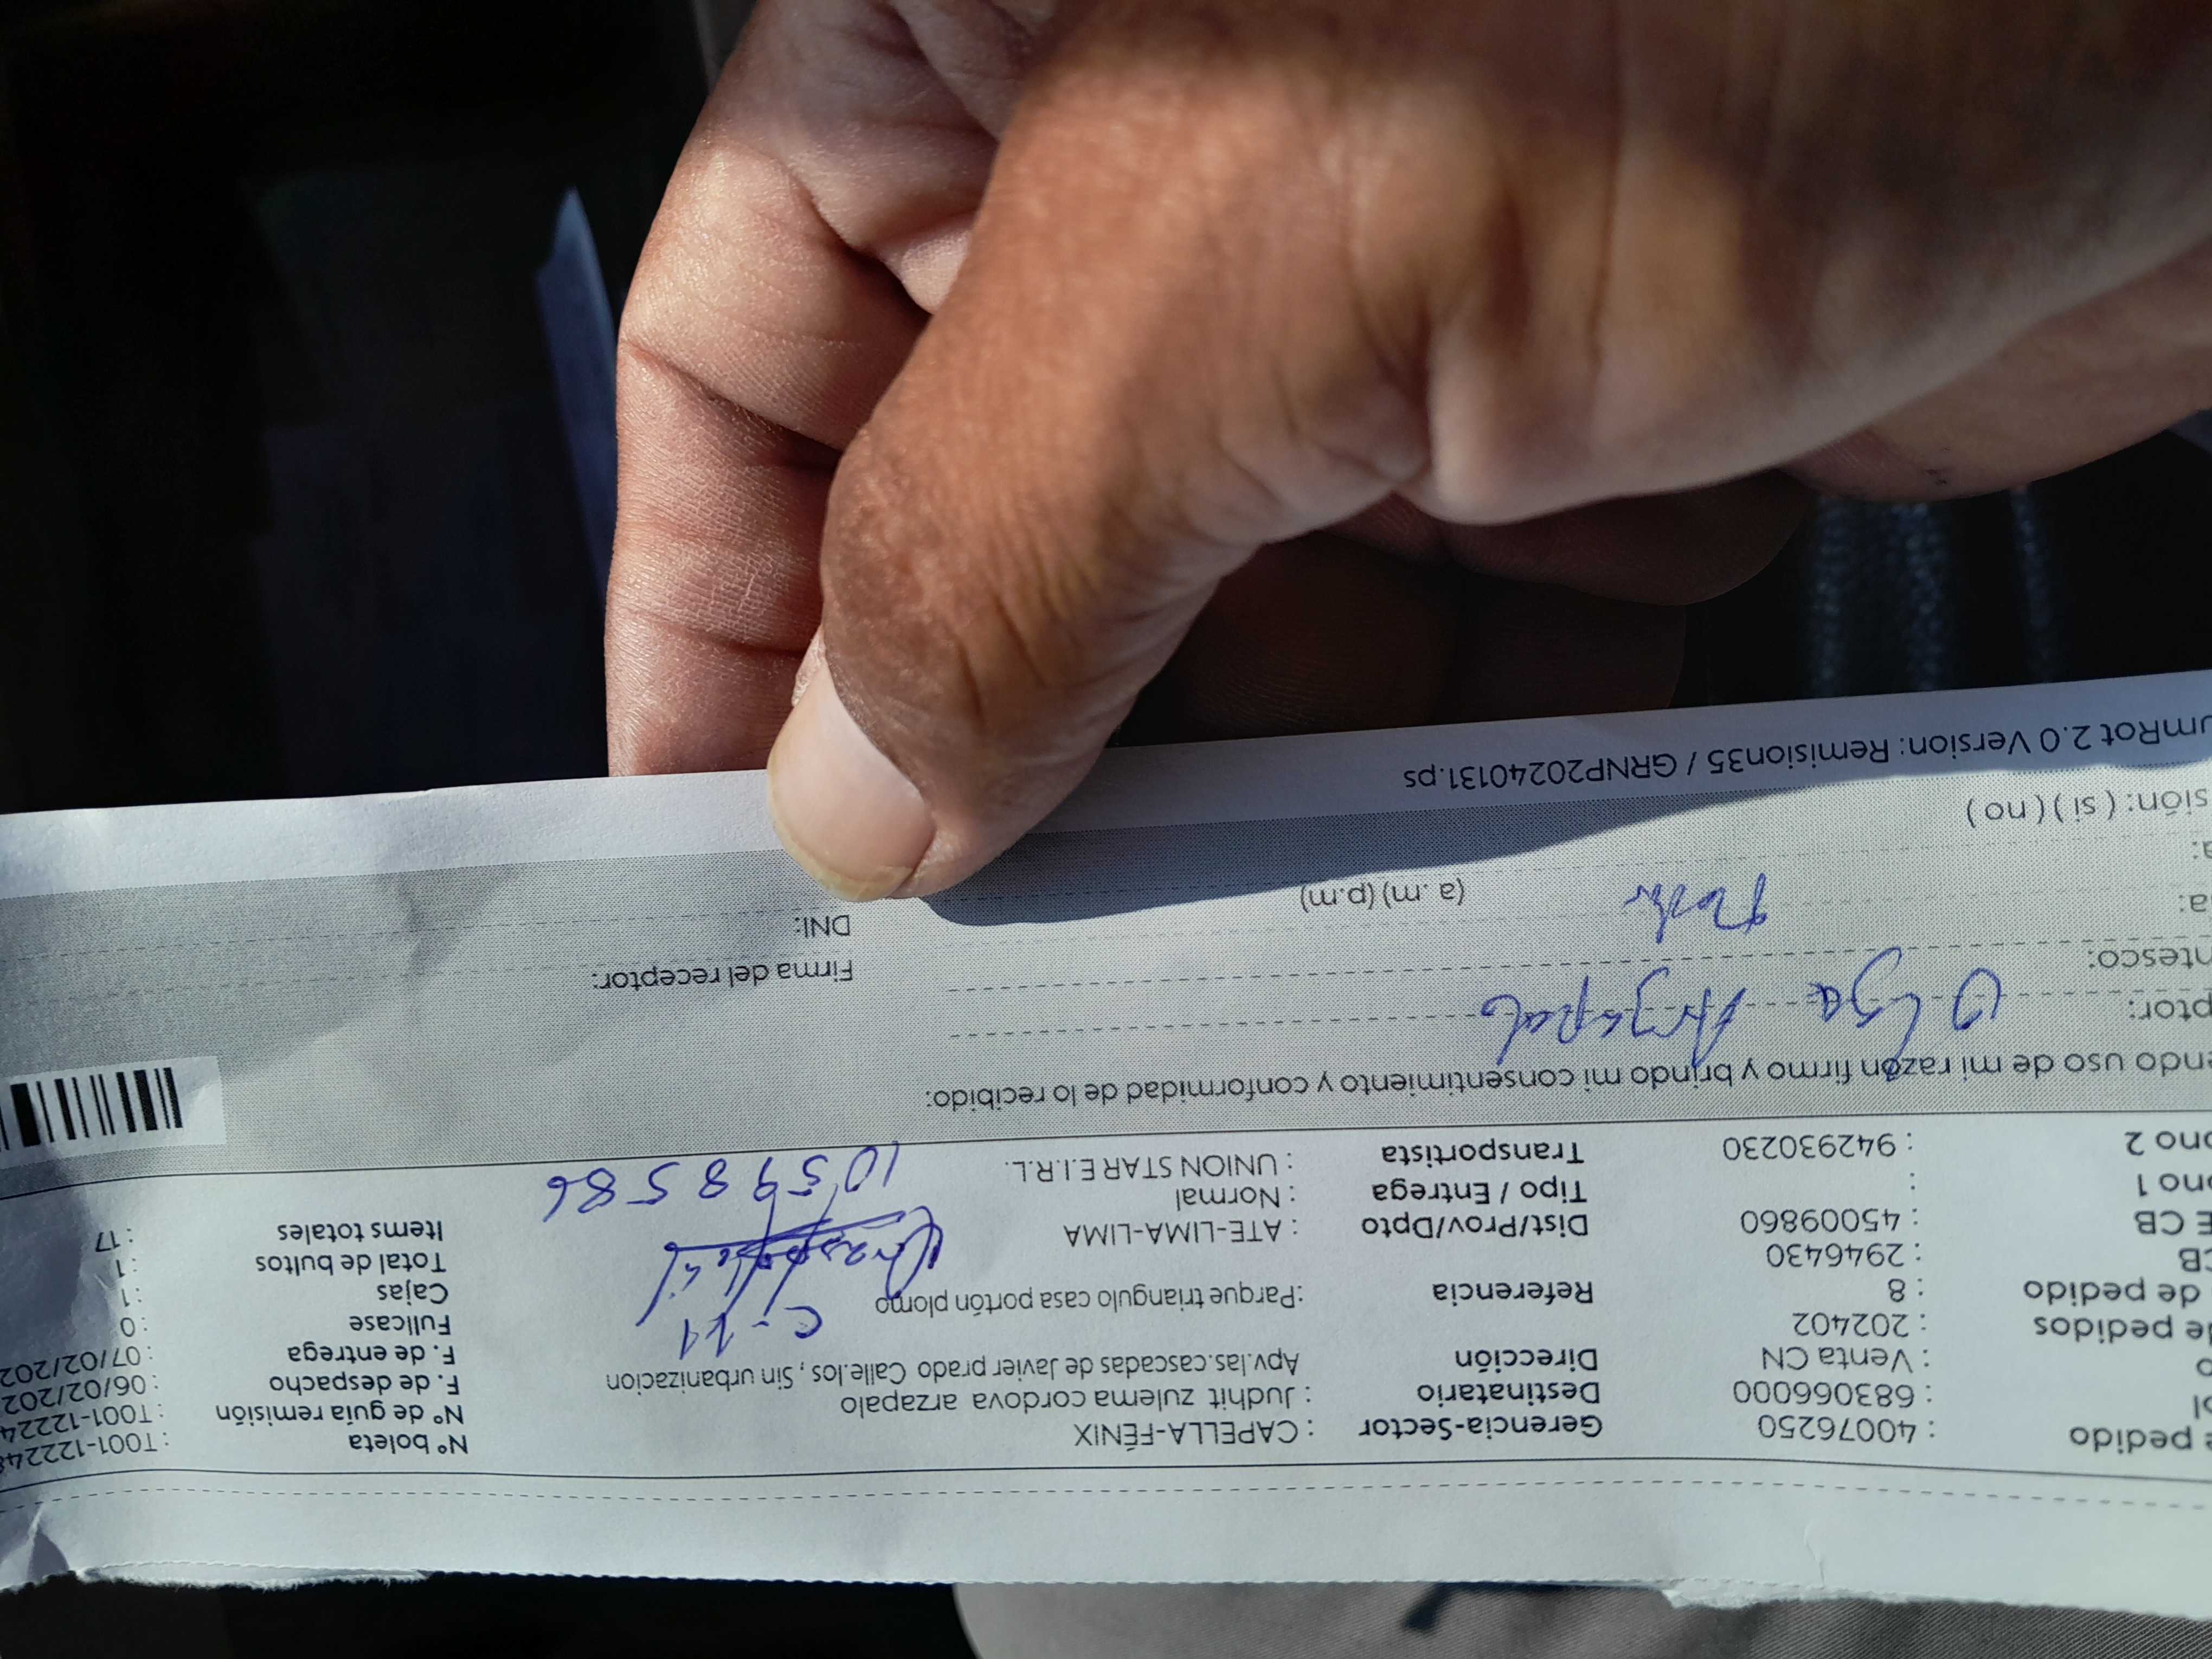 e pedido : 40076250 Gerencia-Sector : CAPELLA-FÉNIX Nº boleta : T001-12224
ol : 683066000 Destinatario : Judhit zulema cordova arzapalo Nº de guía remisión : T001-12224
o : Venta CN Dirección Apv.las.cascadas de Javier prado Calle.los , Sin urbanizacion F. de despacho : 06/02/202
de pedidos : 202402 F. de entrega : 07/02/202
de pedido : 8 Referencia :Parque triangulo casa portón plomo Fullcase : 0
CB : 2946430 Cajas : 1
E CB : 45009860 Dist/Prov/Dpto : ATE-LIMA-LIMA Total de bultos : 1
ono 1 : Tipo / Entrega : Normal Items totales : 17
ono 2 : 942930230 Transportista : UNION STAR E.I.R.L.
10598586
endo uso de mi razón firmo y brindo mi consentimiento y conformidad de lo recibido:
ptor: Olga
ntesco: Firma del receptor:
a: (a.m) (p.m) DNI:
a:
sión: ( si ) ( no )
umRot 2.0 Version: Remision35 / GRNP20240131.ps